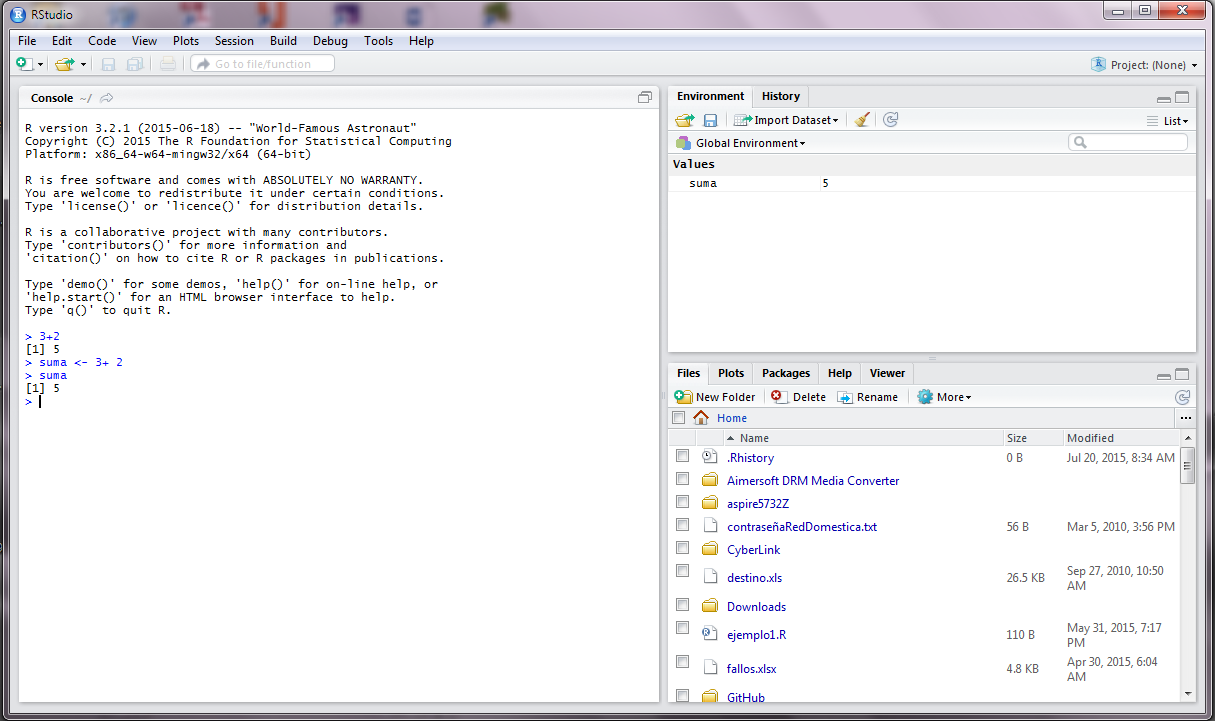 RStudio
File Edit Code View Plots Session Build Debug Tools Help
Go to file/function
Project: (None)
Console ~/
R version 3.2.1 (2015-06-18) -- "World-Famous Astronaut"
Copyright (C) 2015 The R Foundation for Statistical Computing
Platform: x86_64-w64-mingw32/x64 (64-bit)
R is free software and comes with ABSOLUTELY NO WARRANTY.
You are welcome to redistribute it under certain conditions.
Type 'license()' or 'licence()' for distribution details.
R is a collaborative project with many contributors.
Type 'contributors()' for more information and
'citation()' on how to cite R or R packages in publications.
Type 'demo()' for some demos, 'help()' for on-line help, or
'help.start()' for an HTML browser interface to help.
Type 'q()' to quit R.
> 3+2
[1] 5
> suma <- 3+ 2
> suma
[1] 5
>
Environment History
Import Dataset
List
Global Environment
Values
suma 5
Files Plots Packages Help Viewer
New Folder Delete Rename More
Home ...
Name Size Modified
.Rhistory 0 B Jul 20, 2015, 8:34 AM
Aimersoft DRM Media Converter
aspire5732Z
contraseñaRedDomestica.txt 56 B Mar 5, 2010, 3:56 PM
CyberLink
destino.xls 26.5 KB Sep 27, 2010, 10:50
AM
Downloads
ejemplo1.R 110 B May 31, 2015, 7:17
PM
fallos.xlsx 4.8 KB Apr 30, 2015, 6:04
AM
GitHub